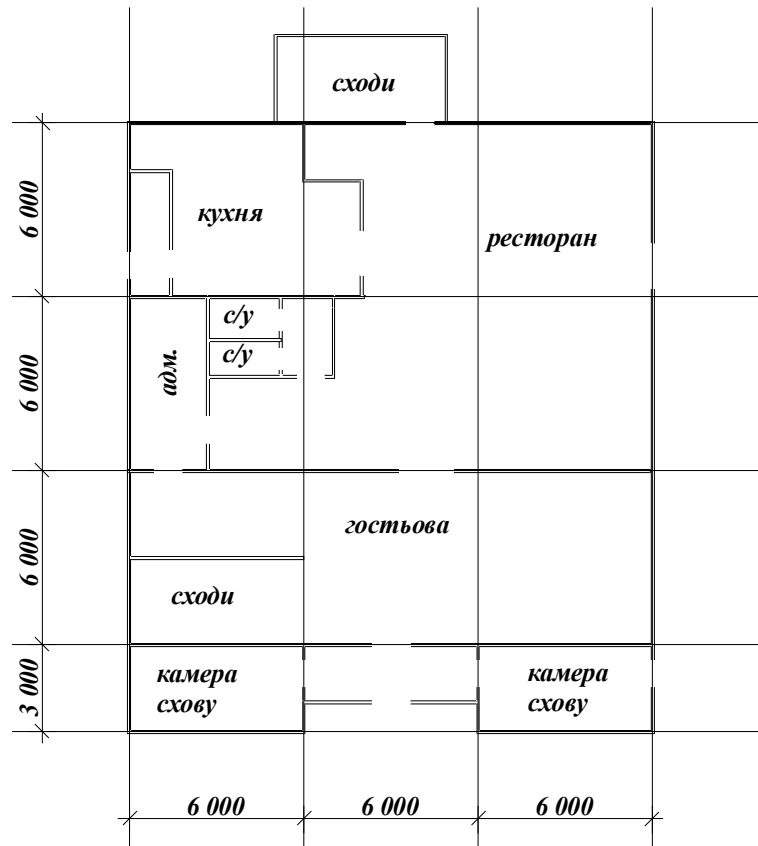 сходи
6 000
кухня
ресторан
с/у
с/у
адм.
6 000
гостьова
6 000
сходи
камера
схову
камера
схову
3 000
6 000
6 000
6 000